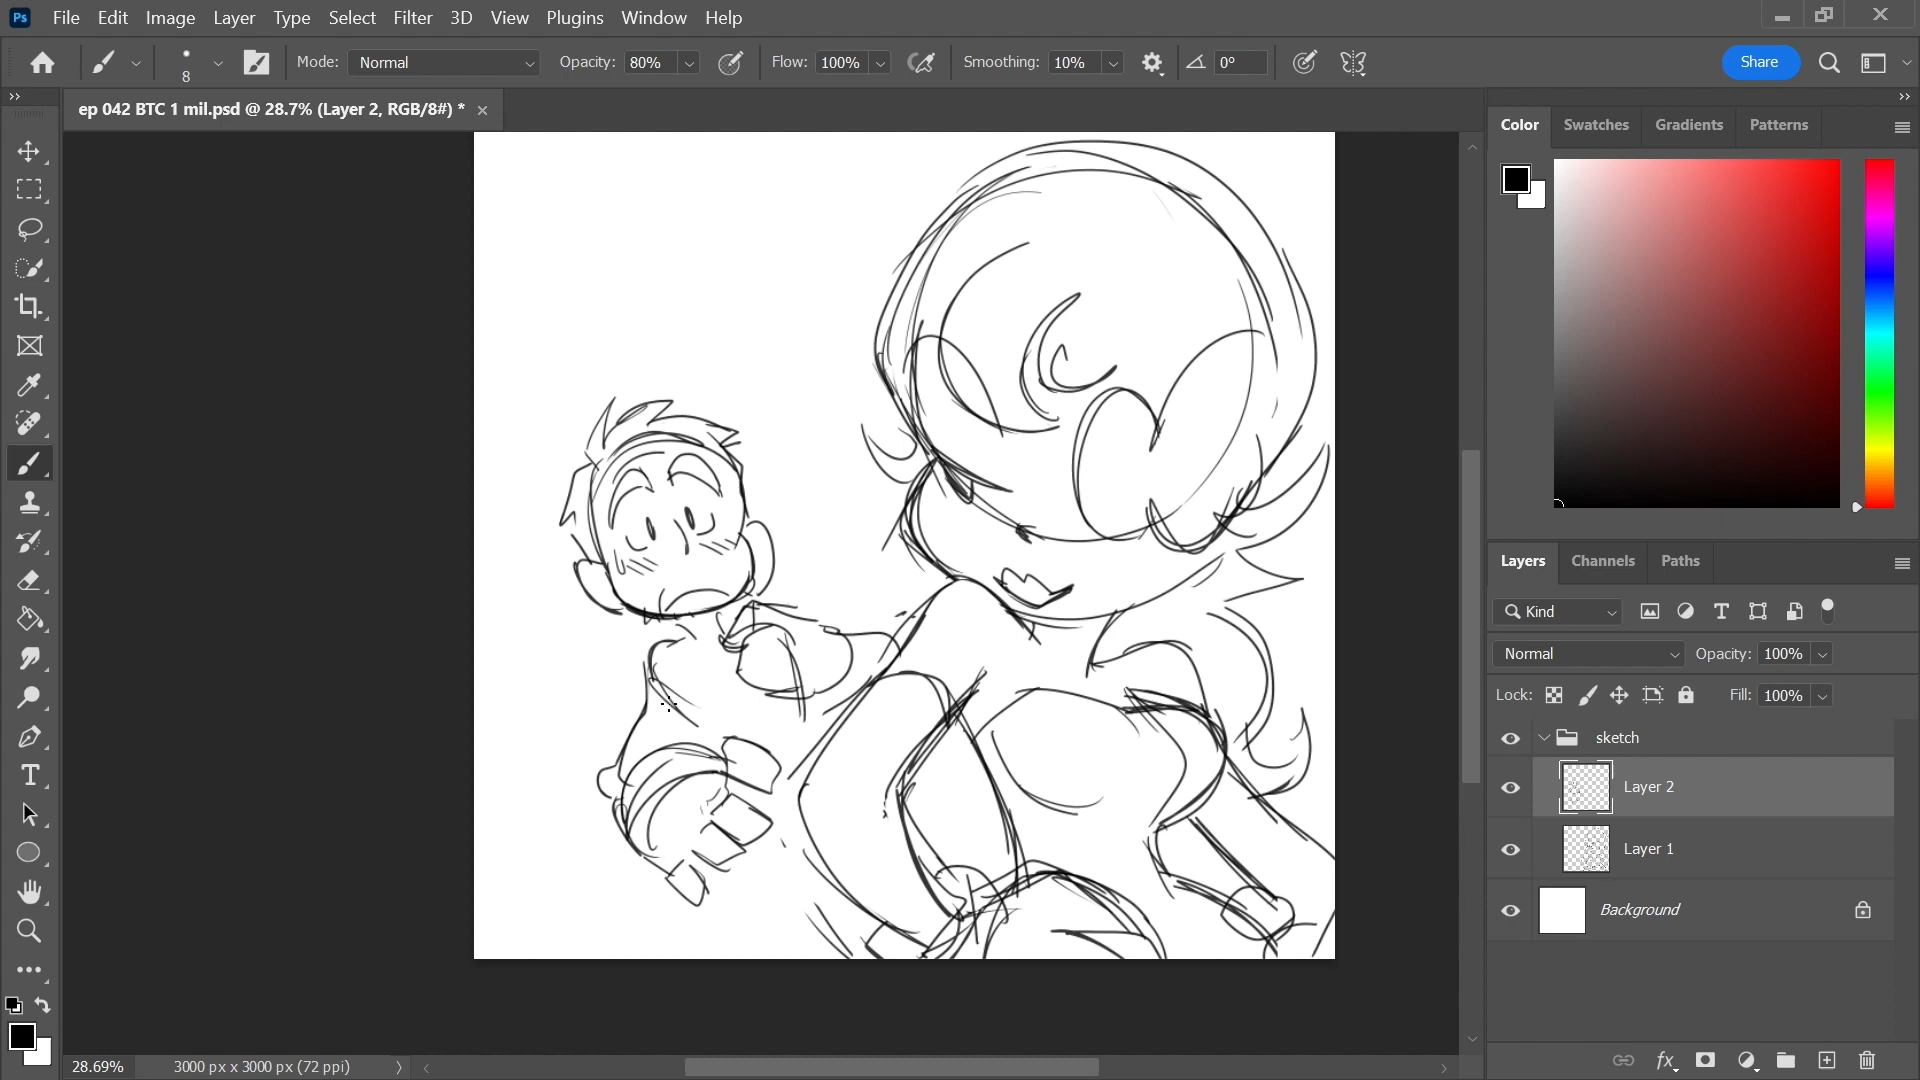 Ps File Edit Image Layer Type Select Filter 3D View Plugins Window Help
8 Mode: Normal Opacity: 80% Flow: 100% Smoothing: 10% 0° Share
ep 042 BTC 1 mil.psd @ 28.7% (Layer 2, RGB/8#) *
Color Swatches Gradients Patterns
Layers Channels Paths
Kind
Normal Opacity: 100%
Lock: Fill: 100%
sketch
Layer 2
Layer 1
Background
28.69% 3000 px x 3000 px (72 ppi)